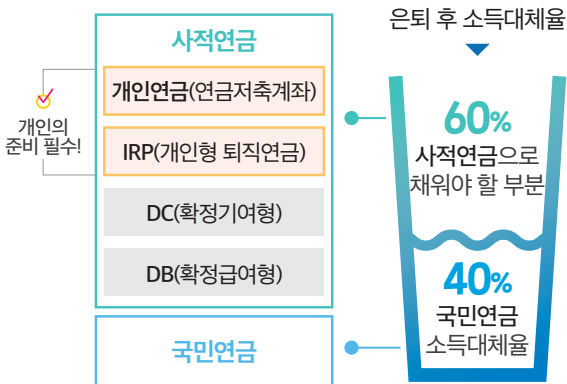 사적연금
개인연금(연금저축계좌)
IRP(개인형 퇴직연금)
DC(확정기여형)
DB(확정급여형)
국민연금
개인의
준비 필수!
은퇴 후 소득대체율
60%
사적연금으로
채워야 할 부분
40%
국민연금
소득대체율